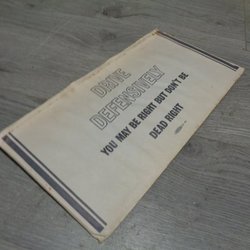 DRIVE
DEFENSIVELY
YOU MAY BE RIGHT BUT DON'T BE
DEAD RIGHT